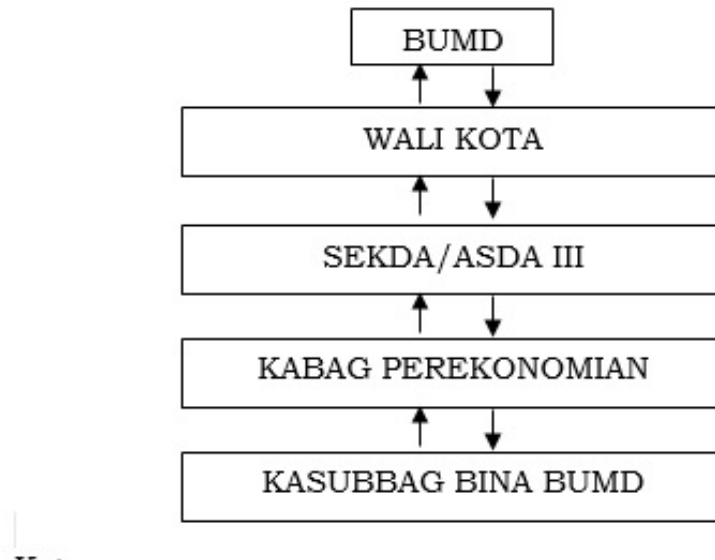 BUMD
WALI KOTA
SEKDA/ASDA III
KABAG PEREKONOMIAN
KASUBBAG BINA BUMD